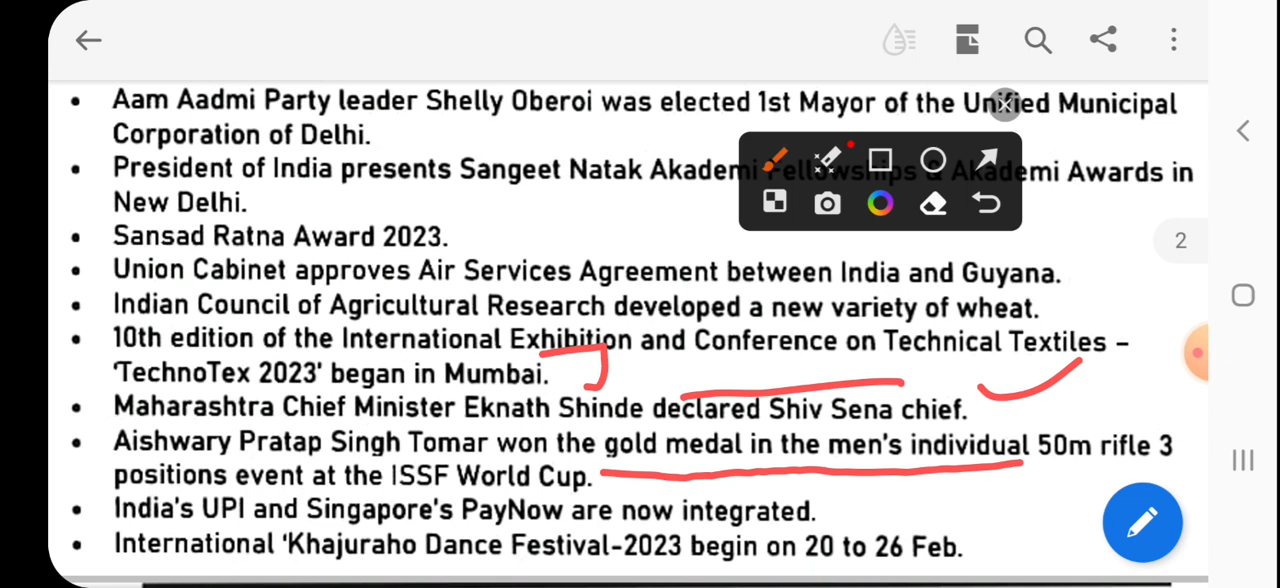 Aam Aadmi Party leader Shelly Oberoi was elected 1st Mayor of the Unified Municipal
Corporation of Delhi.
President of India presents Sangeet Natak Akademi Fellowships & Akademi Awards in
New Delhi.
2
Sansad Ratna Award 2023.
Union Cabinet approves Air Services Agreement between India and Guyana.
Indian Council of Agricultural Research developed a new variety of wheat.
10th edition of the International Exhibition and Conference on Technical Textiles –
‘TechnoTex 2023’ began in Mumbai.
Maharashtra Chief Minister Eknath Shinde declared Shiv Sena chief.
Aishwary Pratap Singh Tomar won the gold medal in the men's individual 50m rifle 3
positions event at the ISSF World Cup.
India's UPI and Singapore's PayNow are now integrated.
International ‘Khajuraho Dance Festival-2023 begin on 20 to 26 Feb.